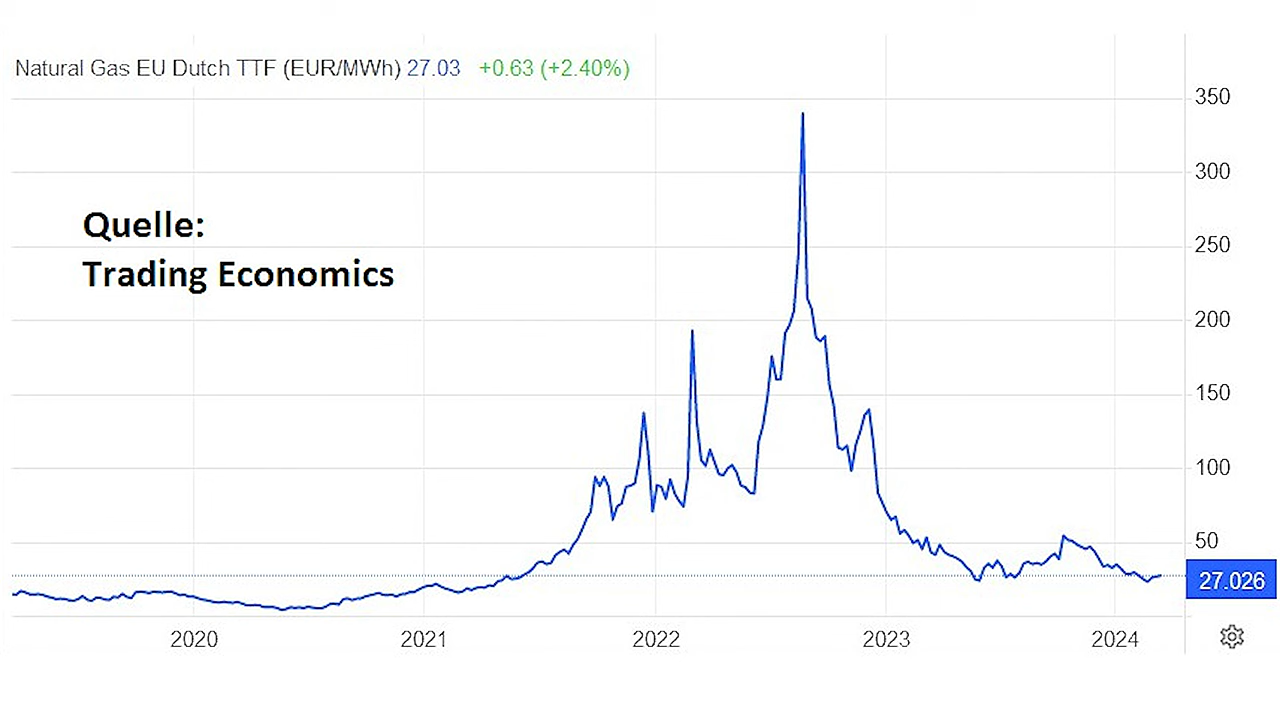 Natural Gas EU Dutch TTF (EUR/MWh) 27.03 +0.63 (+2.40%)
350
300
Quelle:
250
Trading Economics
200
150
100
50
27.026
2020 2021 2022 2023 2024